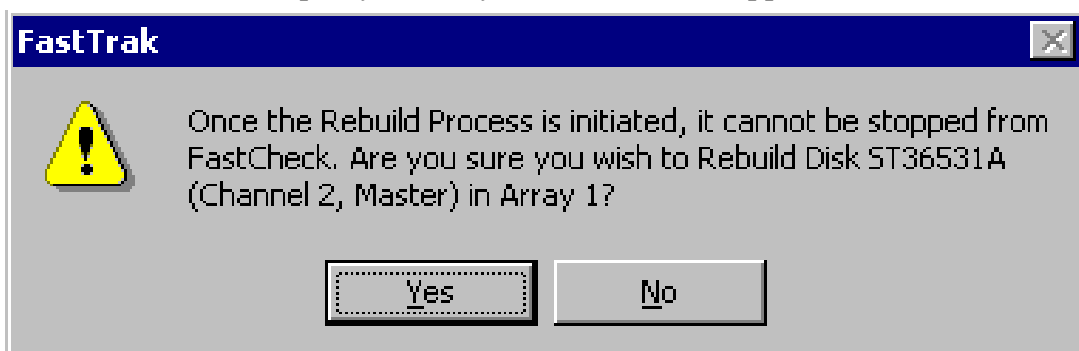 FastTrak
Once the Rebuild Process is initiated, it cannot be stopped from
FastCheck. Are you sure you wish to Rebuild Disk ST36531A
(Channel 2, Master) in Array 1?
Yes No